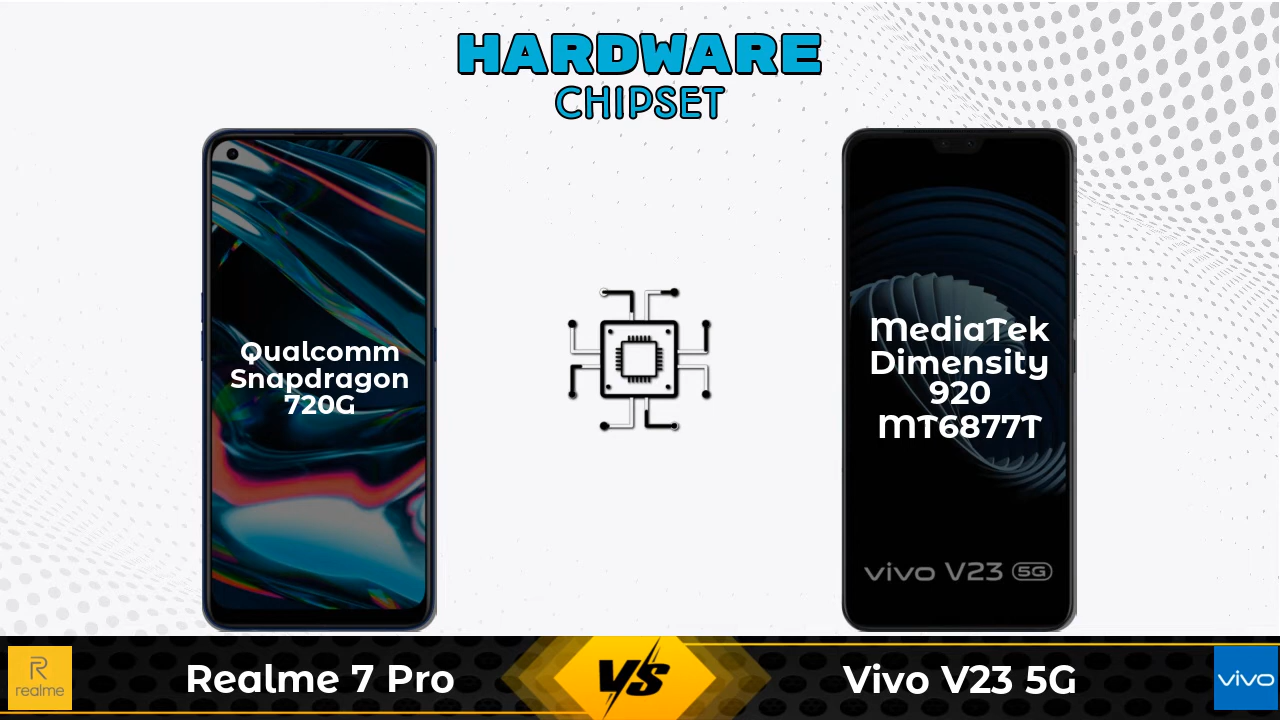 HARDWARE
CHIPSET
Qualcomm
Snapdragon
720G
MediaTek
Dimensity
920
MT6877T
vivo V23 5G
R
realme
Realme 7 Pro
VS
Vivo V23 5G
vivo